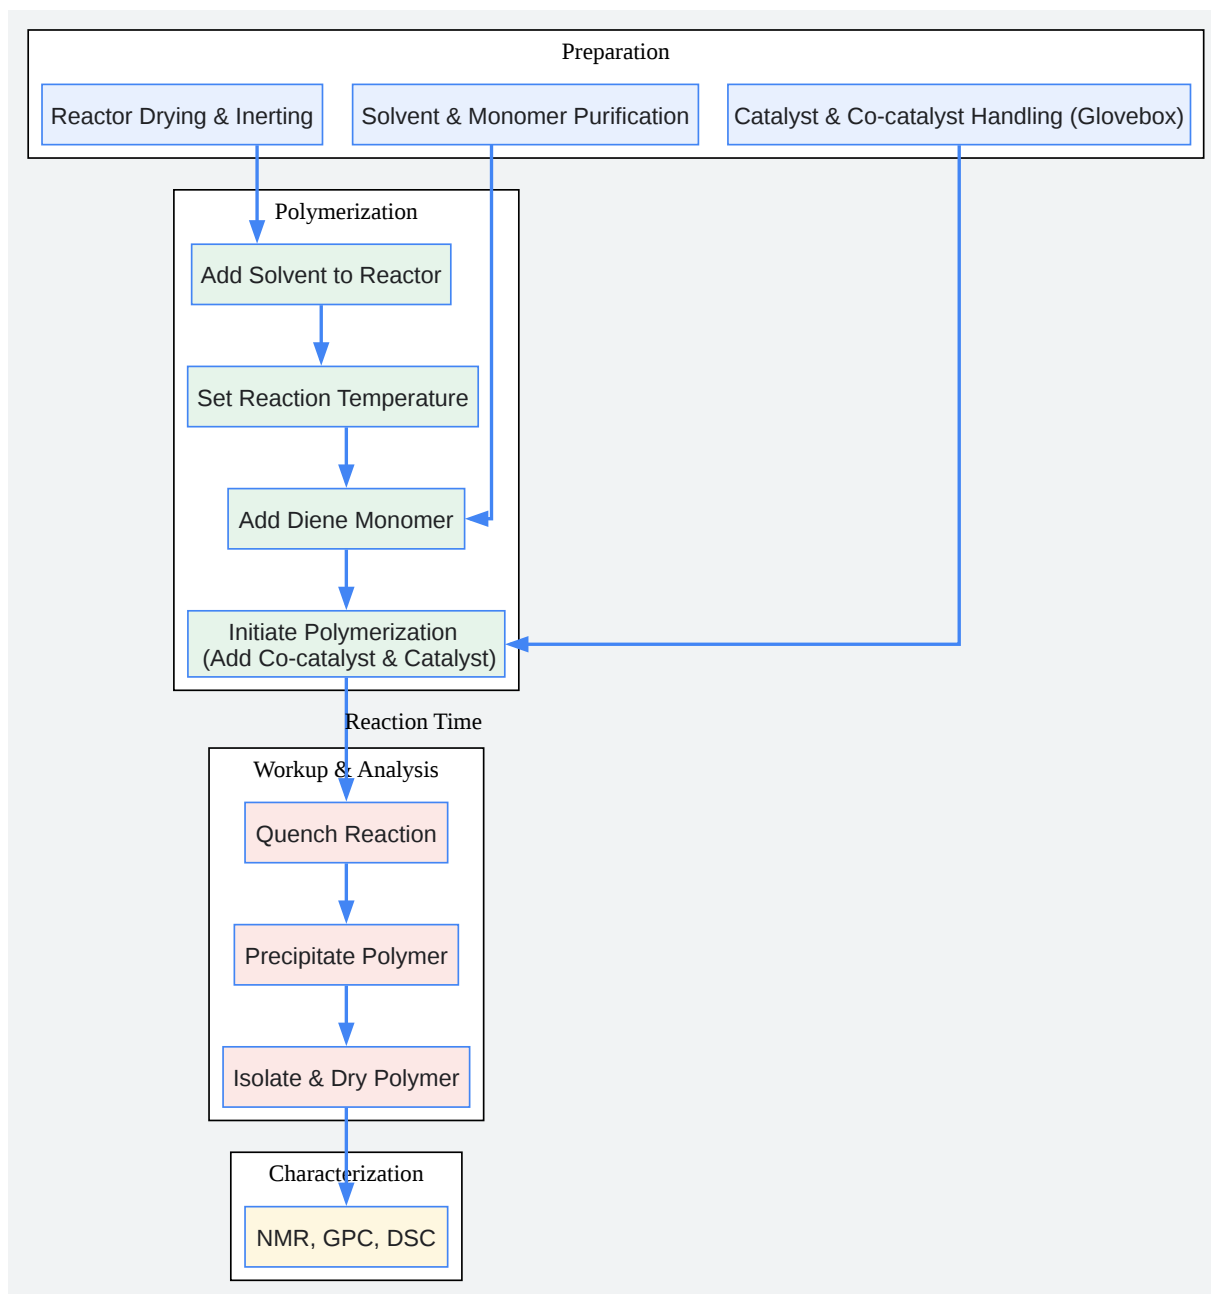 Preparation
Reactor Drying & Inerting
Solvent & Monomer Purification
Catalyst & Co-catalyst Handling (Glovebox)
Polymerization
Add Solvent to Reactor
Set Reaction Temperature
Add Diene Monomer
Initiate Polymerization
(Add Co-catalyst & Catalyst)
Reaction Time
Workup & Analysis
Quench Reaction
Precipitate Polymer
Isolate & Dry Polymer
Characterization
NMR, GPC, DSC